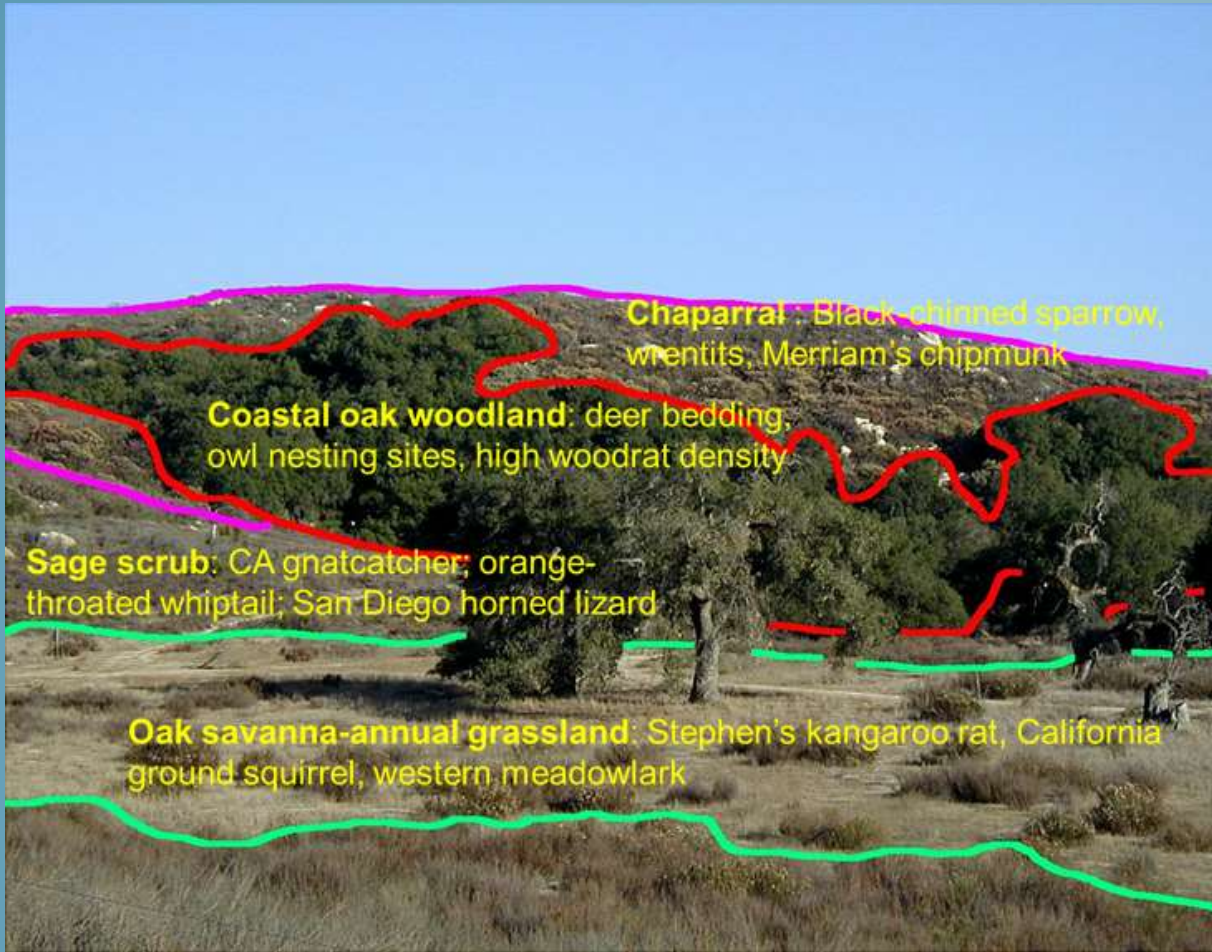 Chaparral : Black-chinned sparrow,
wrentits, Merriam's chipmunk
Coastal oak woodland: deer bedding,
owl nesting sites, high woodrat density
Sage scrub: CA gnatcatcher; orange-
throated whiptail; San Diego horned lizard
Oak savanna-annual grassland: Stephen's kangaroo rat, California
ground squirrel, western meadowlark